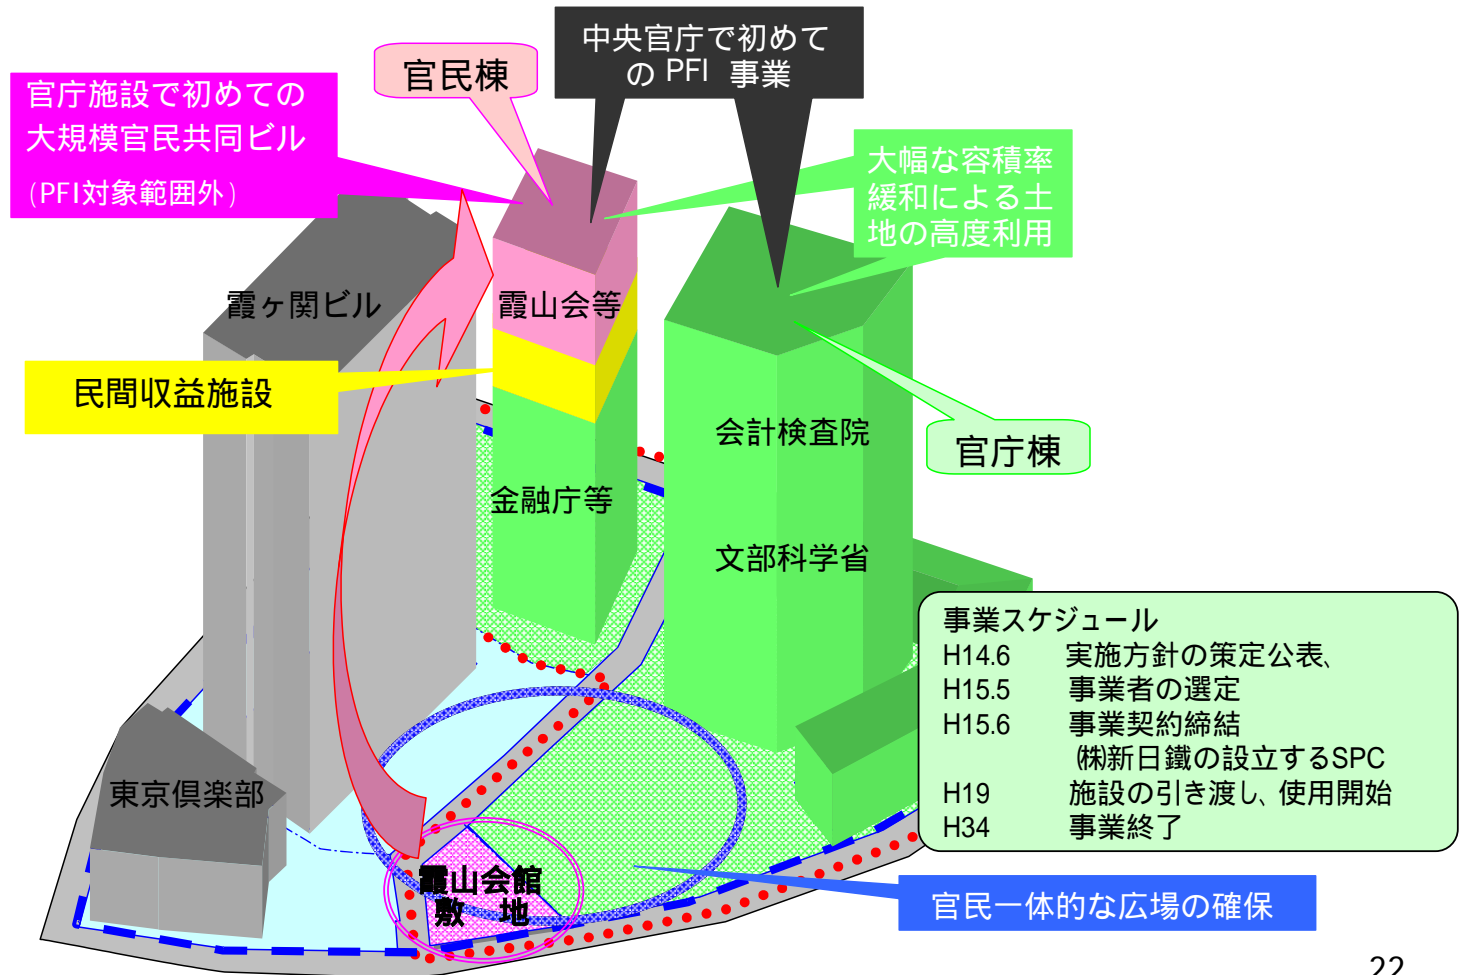 中央官庁で初めて
の PFI 事業
官民棟
官庁施設で初めての
大規模官民共同ビル
(PFI対象範囲外)
大幅な容積率
緩和による土
地の高度利用
霞ヶ関ビル
霞山会等
民間収益施設
会計検査院
官庁棟
金融庁等
文部科学省
事業スケジュール
H14.6 実施方針の策定公表、
H15.5 事業者の選定
H15.6 事業契約締結
㈱新日鐵の設立するSPC
H19 施設の引き渡し、使用開始
H34 事業終了
東京倶楽部
霞山会館
敷 地
官民一体的な広場の確保
22